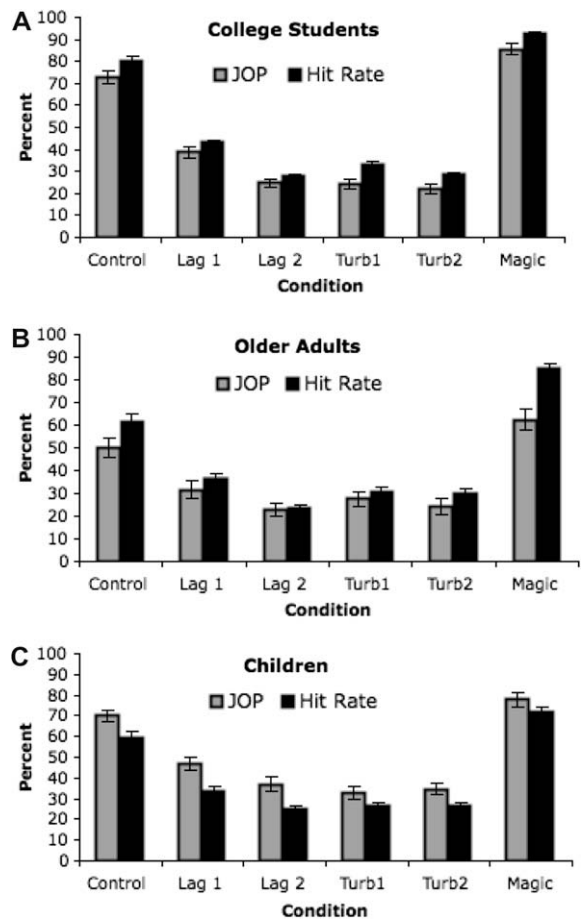 A
College Students
JOP Hit Rate
Percent
100
90
80
70
60
50
40
30
20
10
0
Control Lag 1 Lag 2 Turb1 Turb2 Magic
Condition
B
Older Adults
JOP Hit Rate
Percent
100
90
80
70
60
50
40
30
20
10
0
Control Lag 1 Lag 2 Turb1 Turb2 Magic
Condition
C
Children
JOP Hit Rate
Percent
100
90
80
70
60
50
40
30
20
10
0
Control Lag 1 Lag 2 Turb1 Turb2 Magic
Condition